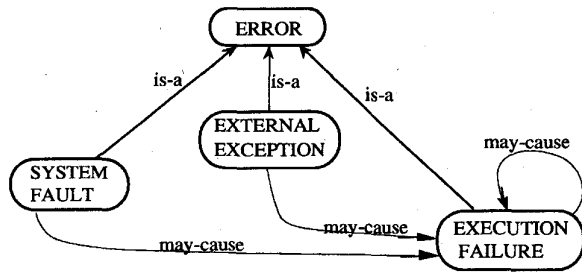 ERROR
is-a
is-a
is-a
EXTERNAL
EXCEPTION
may-cause
SYSTEM
FAULT
may-cause
EXECUTION
FAILURE
may-cause